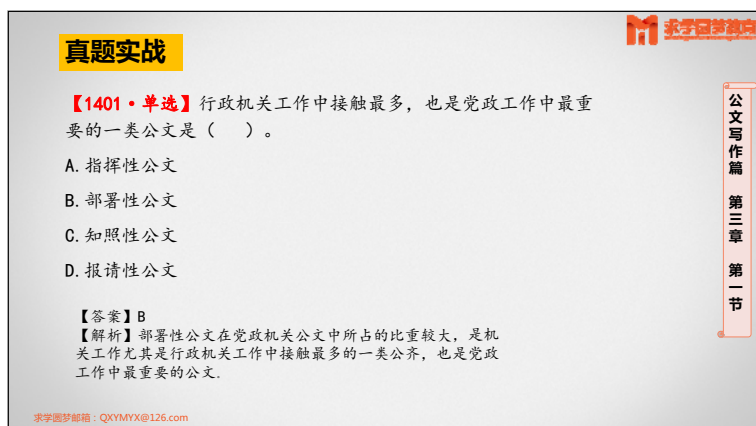 求学圆梦教育
真题实战
【1401·单选】行政机关工作中接触最多，也是党政工作中最重
要的一类公文是（　　）。
A.指挥性公文
B.部署性公文
C.知照性公文
D.报请性公文
【答案】B
【解析】部署性公文在党政机关公文中所占的比重较大，是机
关工作尤其是行政机关工作中接触最多的一类公齐，也是党政
工作中最重要的公文.
公文写作篇 第三章 第一节
求学圆梦邮箱：QXYMYX@126.com